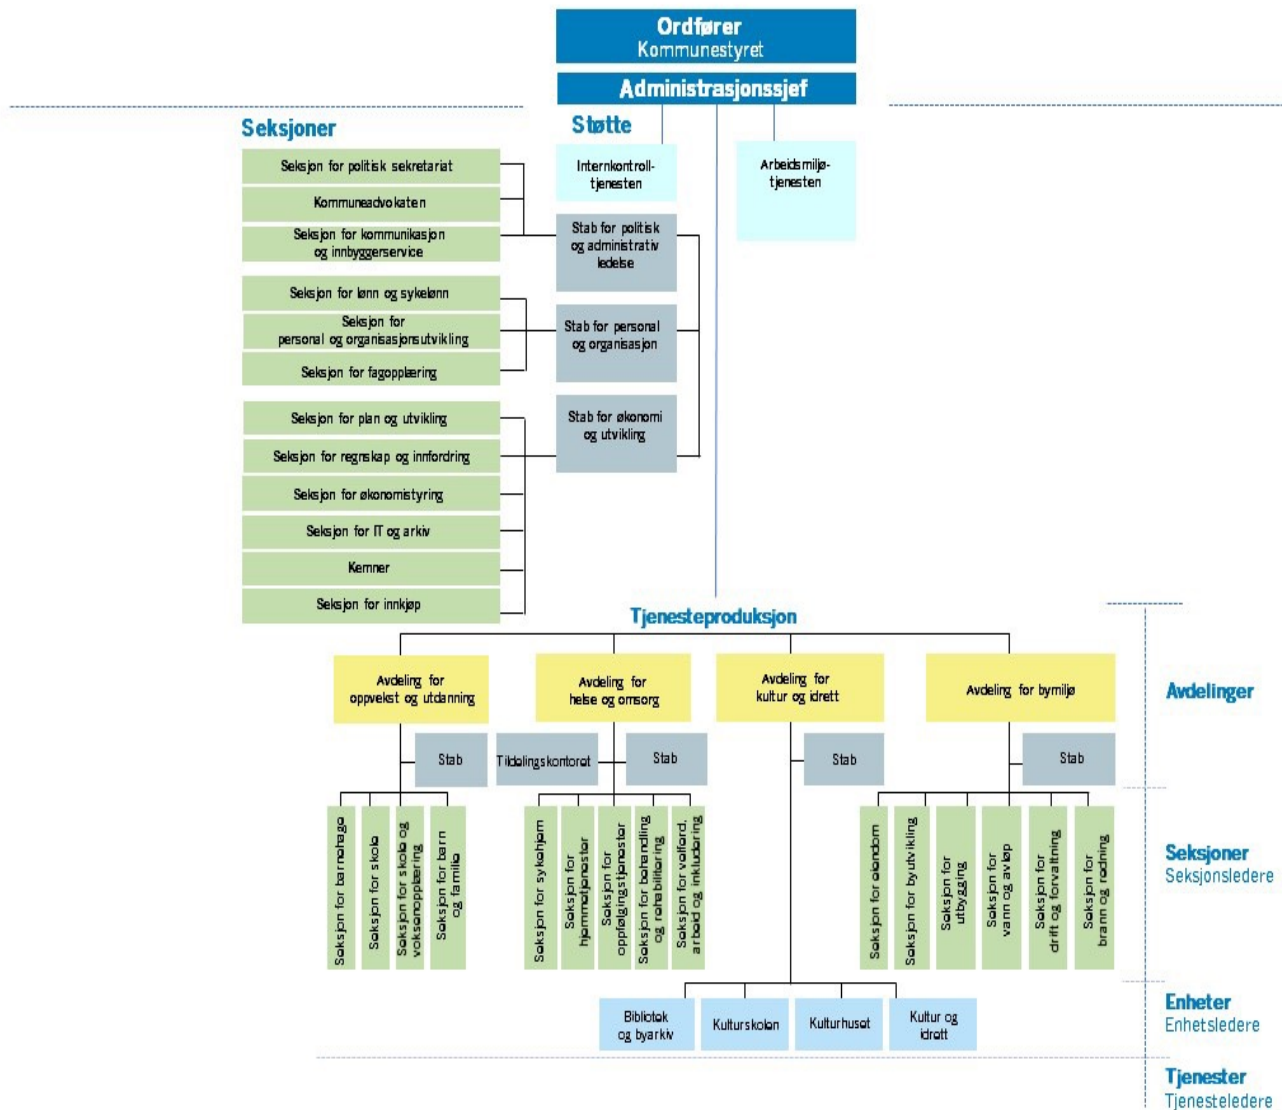 Ordfører
Kommunestyret
Administrasjonssjef
Seksjoner
Støtte
Seksjon for politisk sekretariat
Kommuneadvokaten
Seksjon for kommunikasjon
og innbyggerservice
Internkontroll-
tjenesten
Arbeidsmiljø-
tjenesten
Stab for politisk
og administrativ
ledelse
Seksjon for lønn og sykelønn
Seksjon for
personal og organisasjonsutvikling
Seksjon for fagopplæring
Stab for personal
og organisasjon
Seksjon for plan og utvikling
Seksjon for regnskap og innfordring
Seksjon for økonomistyring
Seksjon for IT og arkiv
Kemner
Seksjon for innkjøp
Stab for økonomi
og utvikling
Tjenesteproduksjon
Avdeling for
oppvekst og utdanning
Avdeling for
helse og omsorg
Avdeling for
kultur og idrett
Avdeling for bymiljø
Avdelinger
Stab
Tildelingskontoret
Stab
Stab
Stab
Seksjon for barnehage
Seksjon for skole
Seksjon for skole og
voksenopplæring
Seksjon for barn
og familie
Seksjon for sykehjem
Seksjon for
hjemmetjenester
Seksjon for
oppfølgingstjenester
Seksjon for behandling
og rehabilitering
Seksjon for velferd,
arbeid og inkludering
Seksjon for eiendom
Seksjon for byutvikling
Seksjon for
utbygging
Seksjon for
vann og avløp
Seksjon for
drift og forvaltning
Seksjon for
brann og redning
Seksjoner
Seksjonsledere
Bibliotek
og byarkiv
Kulturskolen
Kulturhuset
Kultur og
idrett
Enheter
Enhetsledere
Tjenester
Tjenesteledere